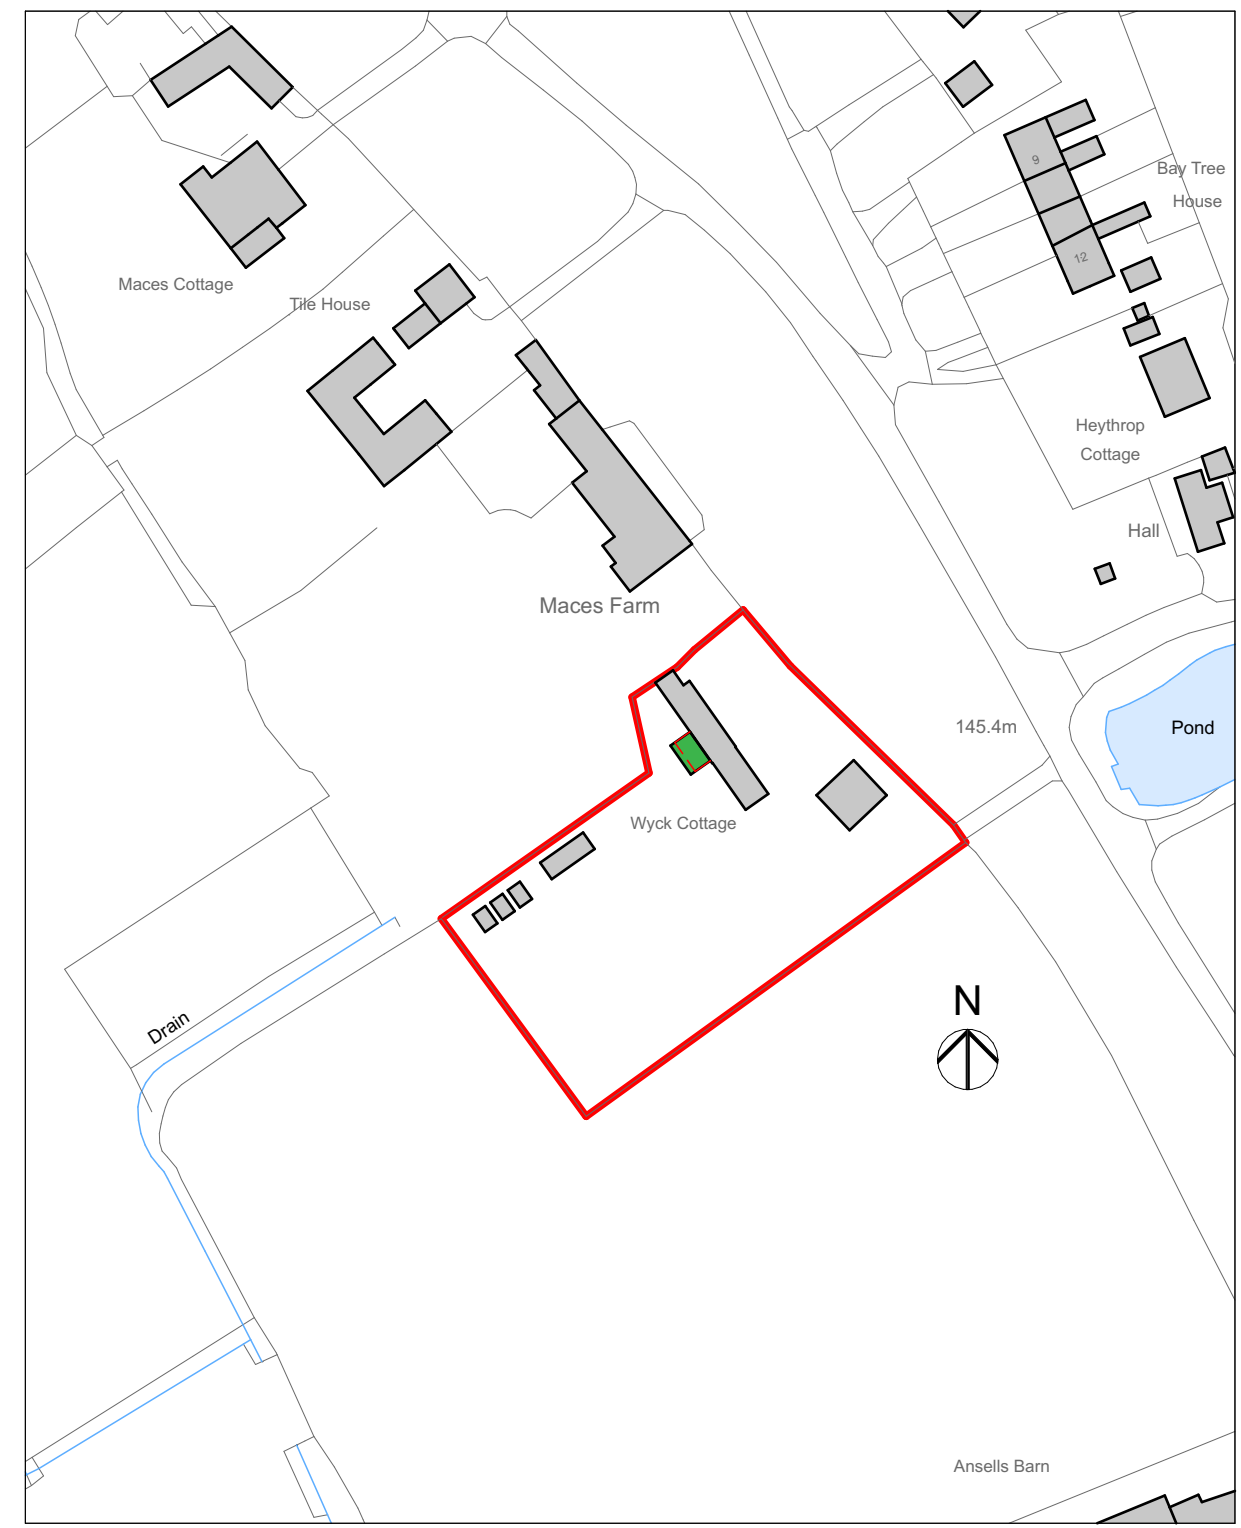 9
Bay Tree
House
12
Maces Cottage
Tile House
Heythrop
Cottage
Hall
Maces Farm
145.4m
Pond
Wyck Cottage
N
Drain
Ansells Barn